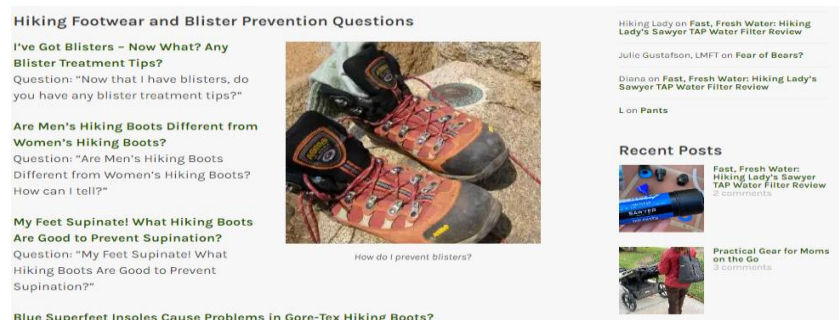 Hiking Footwear and Blister Prevention Questions
I've Got Blisters – Now What? Any
Blister Treatment Tips?
Question: "Now that I have blisters, do
you have any blister treatment tips?"
Are Men's Hiking Boots Different from
Women's Hiking Boots?
Question: "Are Men's Hiking Boots
Different from Women's Hiking Boots?
How can I tell?"
My Feet Supinate! What Hiking Boots
Are Good to Prevent Supination?
Question: "My Feet Supinate! What
Hiking Boots Are Good to Prevent
Supination?"
Blue Superfeet Insoles Cause Problems in Gore-Tex Hiking Boots?
How do I prevent blisters?
Hiking Lady on Fast, Fresh Water: Hiking
Lady's Sawyer TAP Water Filter Review
Julie Gustafson, LMFT on Fear of Bears?
Diana on Fast, Fresh Water: Hiking Lady's
Sawyer TAP Water Filter Review
L on Pants
Recent Posts
SAWYER
Fast, Fresh Water:
Hiking Lady's Sawyer
TAP Water Filter Review
2 comments
Practical Gear for Moms
on the Go
3 comments